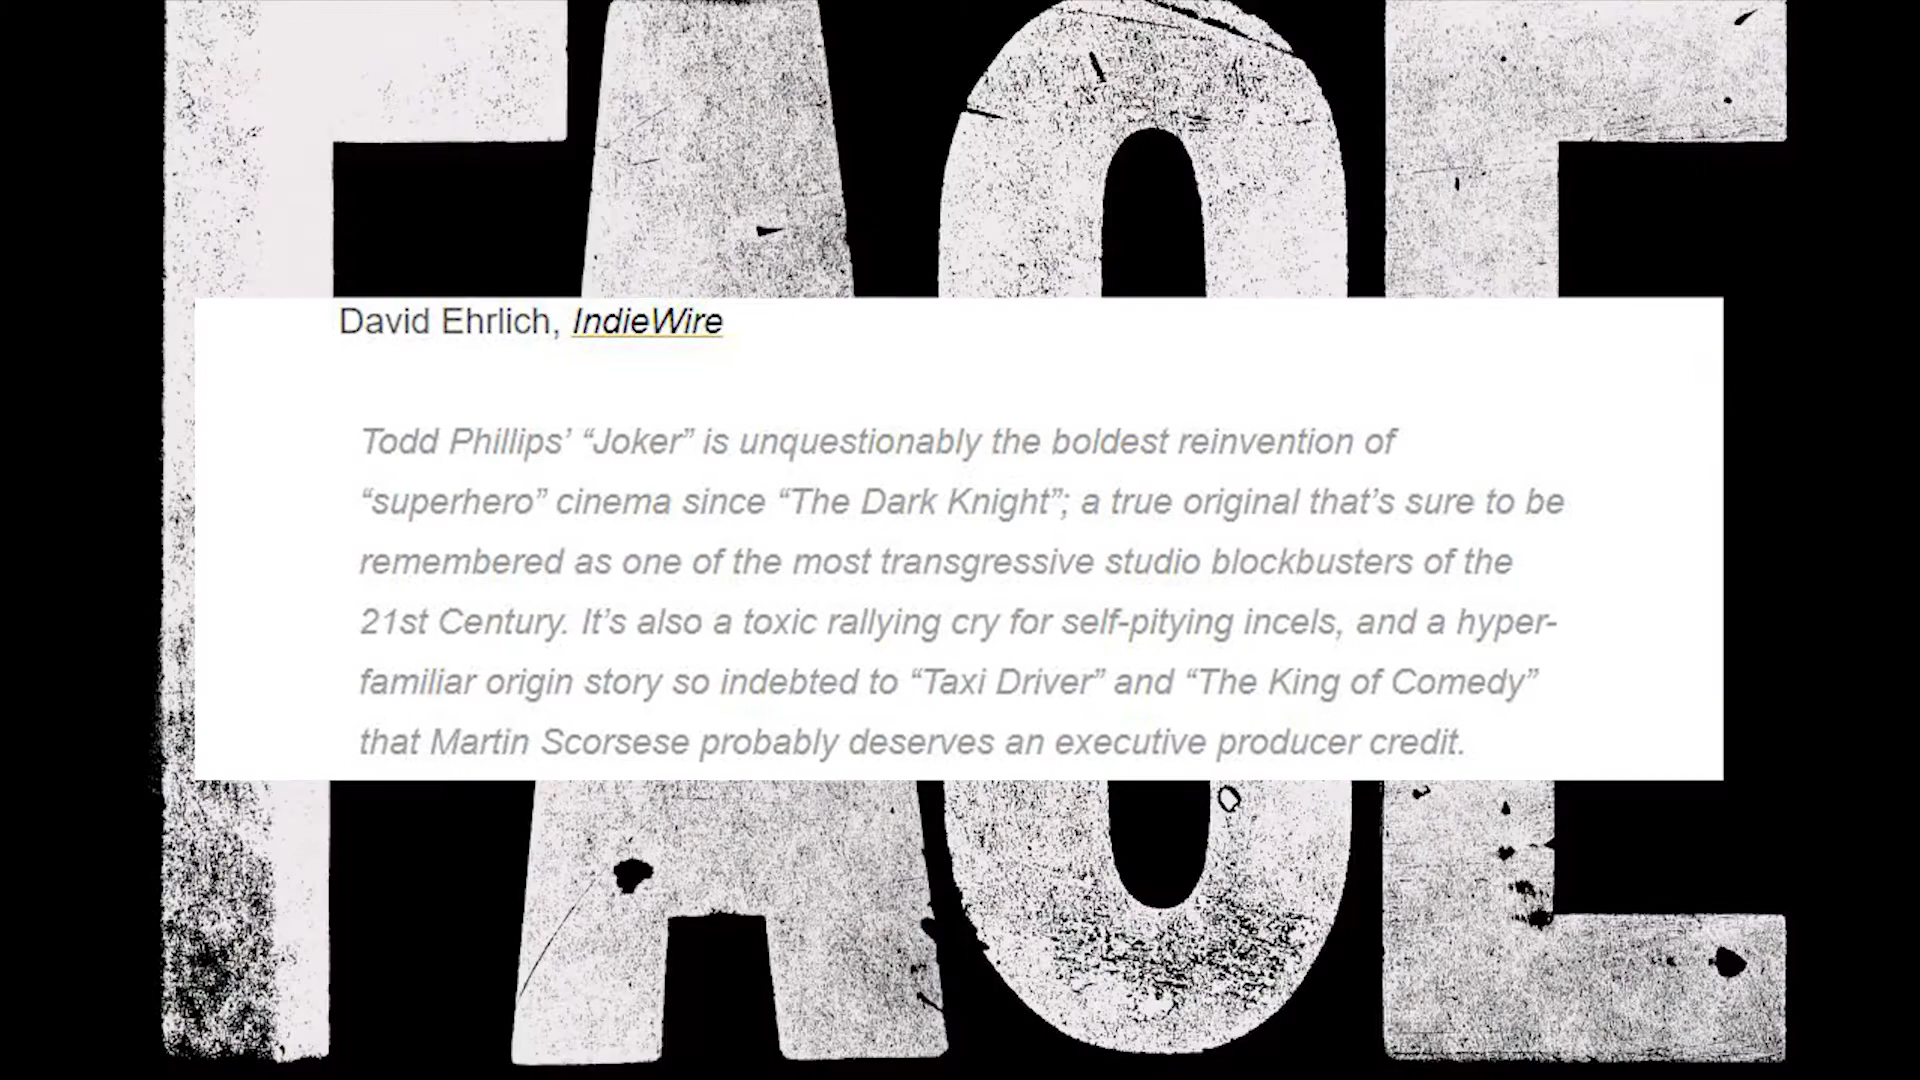 FACE
David Ehrlich, IndieWire
Todd Phillips’ “Joker” is unquestionably the boldest reinvention of
“superhero” cinema since “The Dark Knight”; a true original that’s sure to be
remembered as one of the most transgressive studio blockbusters of the
21st Century. It’s also a toxic rallying cry for self-pitying incels, and a hyper-
familiar origin story so indebted to “Taxi Driver” and “The King of Comedy”
that Martin Scorsese probably deserves an executive producer credit.